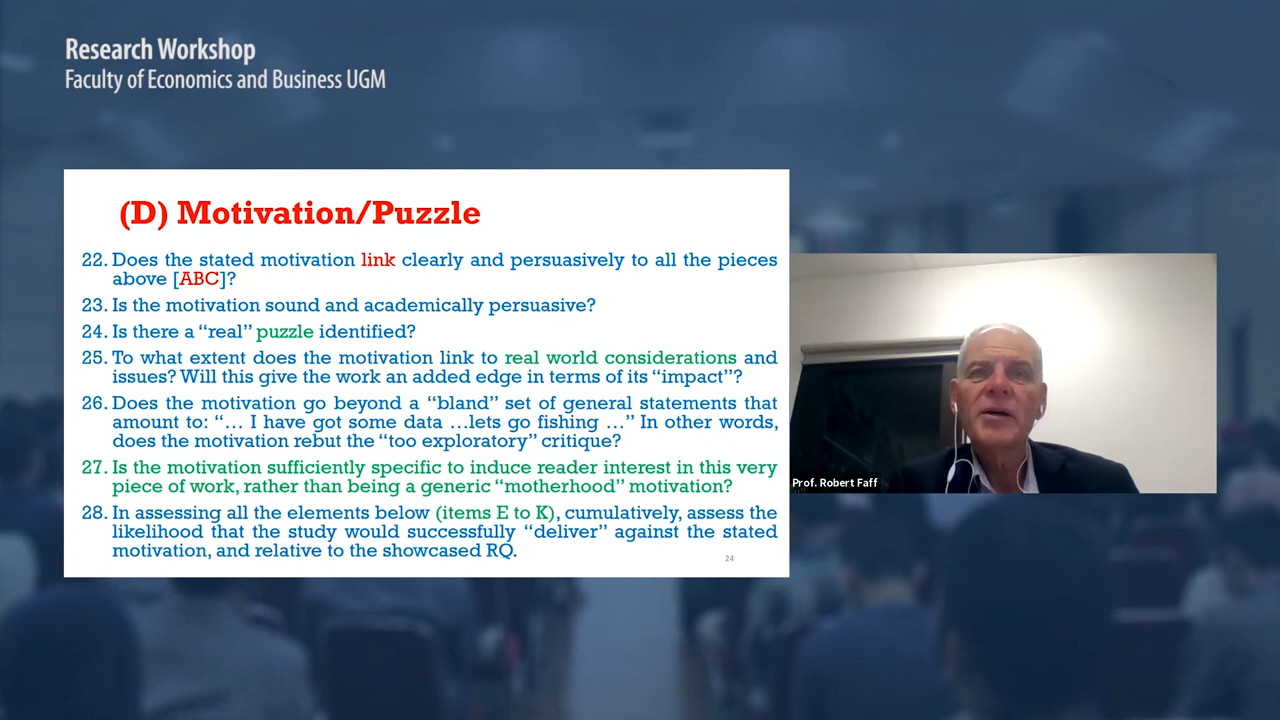 Research Workshop
Faculty of Economics and Business UGM
(D) Motivation/Puzzle
22. Does the stated motivation link clearly and persuasively to all the pieces
above [ABC]?
23. Is the motivation sound and academically persuasive?
24. Is there a “real” puzzle identified?
25. To what extent does the motivation link to real world considerations and
issues? Will this give the work an added edge in terms of its “impact”?
26. Does the motivation go beyond a “bland” set of general statements that
amount to: “… I have got some data …lets go fishing …” In other words,
does the motivation rebut the “too exploratory” critique?
27. Is the motivation sufficiently specific to induce reader interest in this very
piece of work, rather than being a generic “motherhood” motivation?
28. In assessing all the elements below (items E to K), cumulatively, assess the
likelihood that the study would successfully “deliver” against the stated
motivation, and relative to the showcased RQ.
24
Prof. Robert Faff